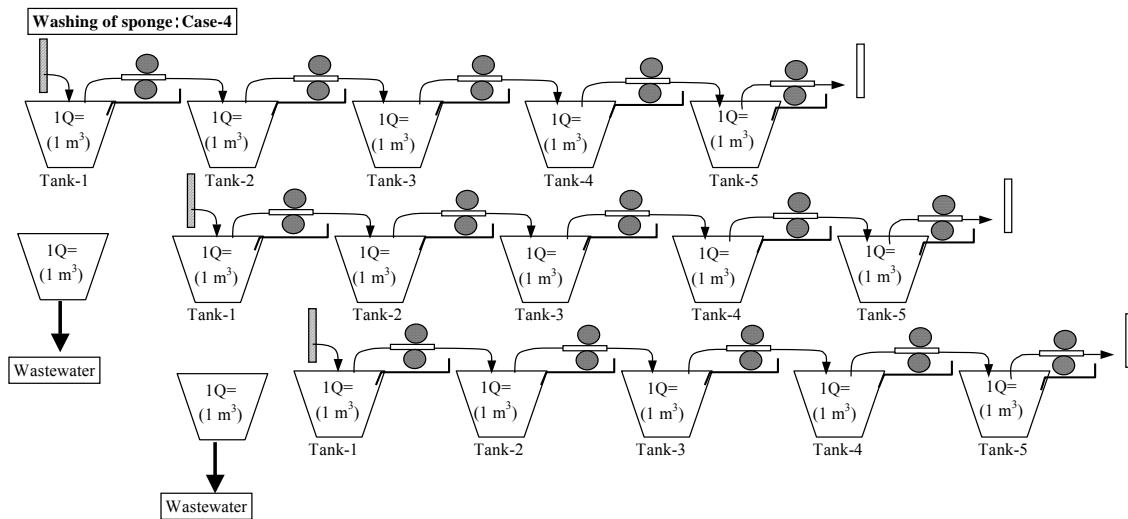 Washing of sponge: Case-4
1Q=
(1 m³)
1Q=
(1 m³)
1Q=
(1 m³)
1Q=
(1 m³)
1Q=
(1 m³)
Tank-1
Tank-2
Tank-3
Tank-4
Tank-5
1Q=
(1 m³)
1Q=
(1 m³)
1Q=
(1 m³)
1Q=
(1 m³)
1Q=
(1 m³)
1Q=
(1 m³)
Tank-1
Tank-2
Tank-3
Tank-4
Tank-5
Wastewater
1Q=
(1 m³)
1Q=
(1 m³)
1Q=
(1 m³)
1Q=
(1 m³)
1Q=
(1 m³)
1Q=
(1 m³)
Tank-1
Tank-2
Tank-3
Tank-4
Tank-5
Wastewater